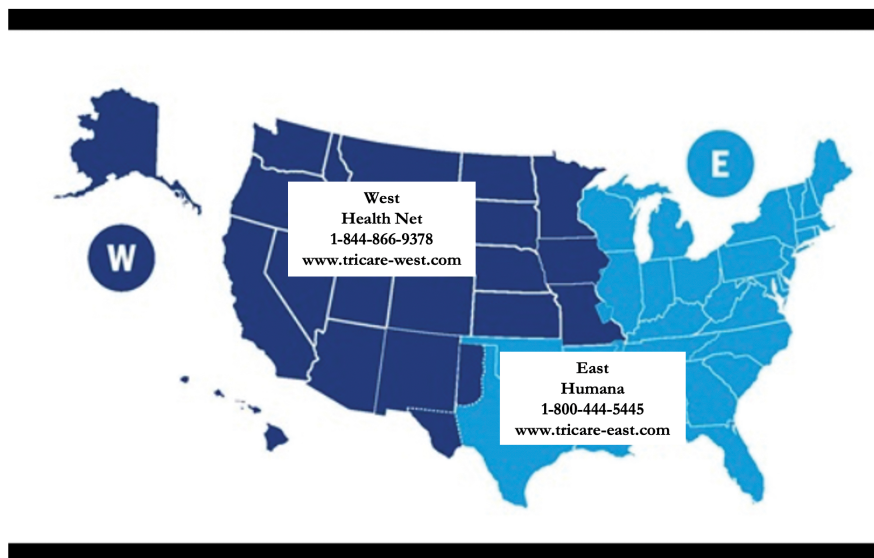 E
West
Health Net
1-844-866-9378
www.tricare-west.com
W
East
Humana
1-800-444-5445
www.tricare-east.com